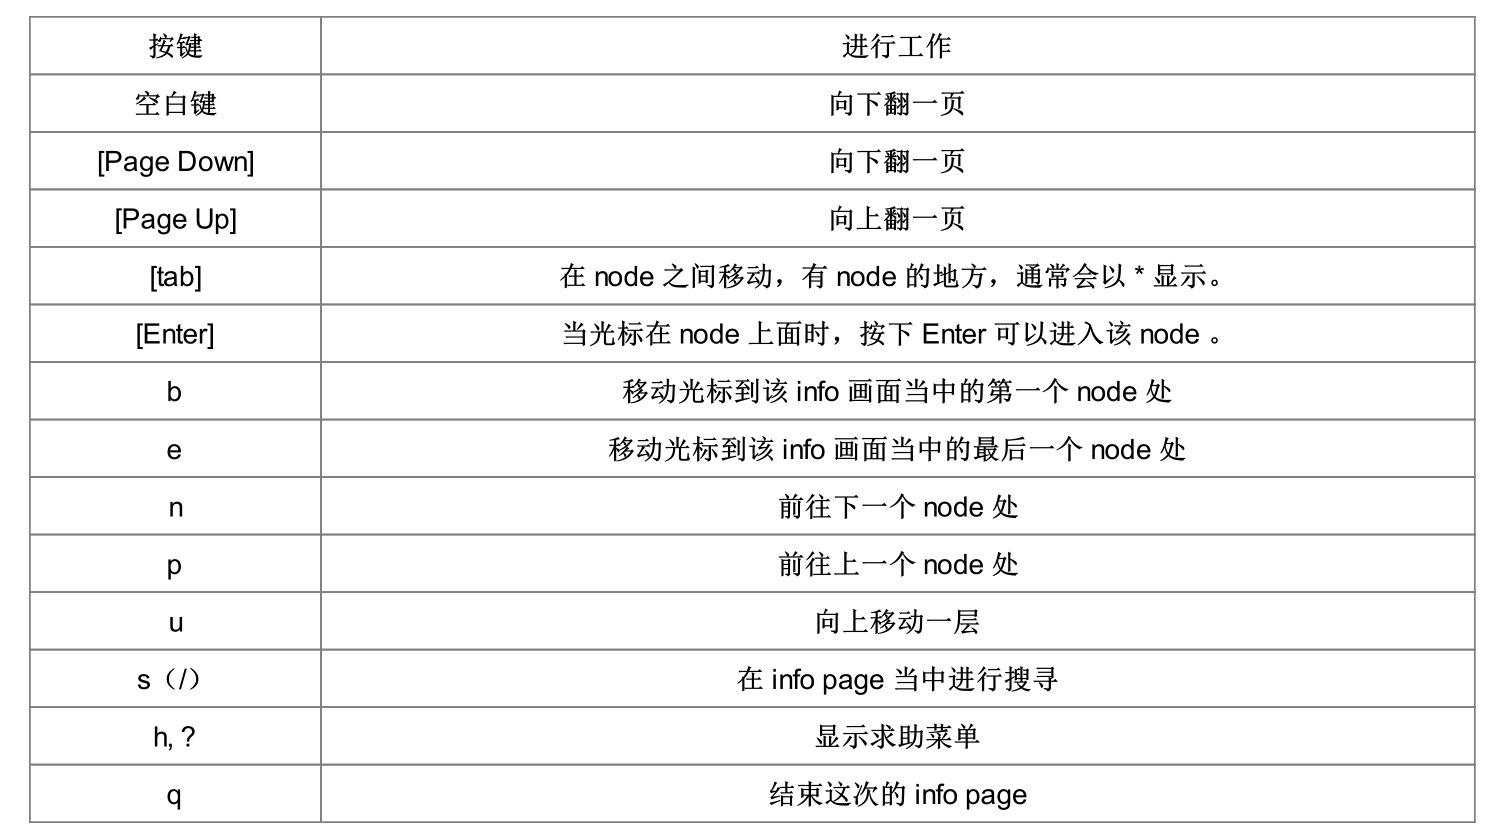 按键 进行工作
空白键 向下翻一页
[Page Down] 向下翻一页
[Page Up] 向上翻一页
[tab] 在 node 之间移动，有 node 的地方，通常会以 * 显示。
[Enter] 当光标在 node 上面时，按下 Enter 可以进入该 node 。
b 移动光标到该 info 画面当中的第一个 node 处
e 移动光标到该 info 画面当中的最后一个 node 处
n 前往下一个 node 处
p 前往上一个 node 处
u 向上移动一层
s（/） 在 info page 当中进行搜寻
h, ? 显示求助菜单
q 结束这次的 info page